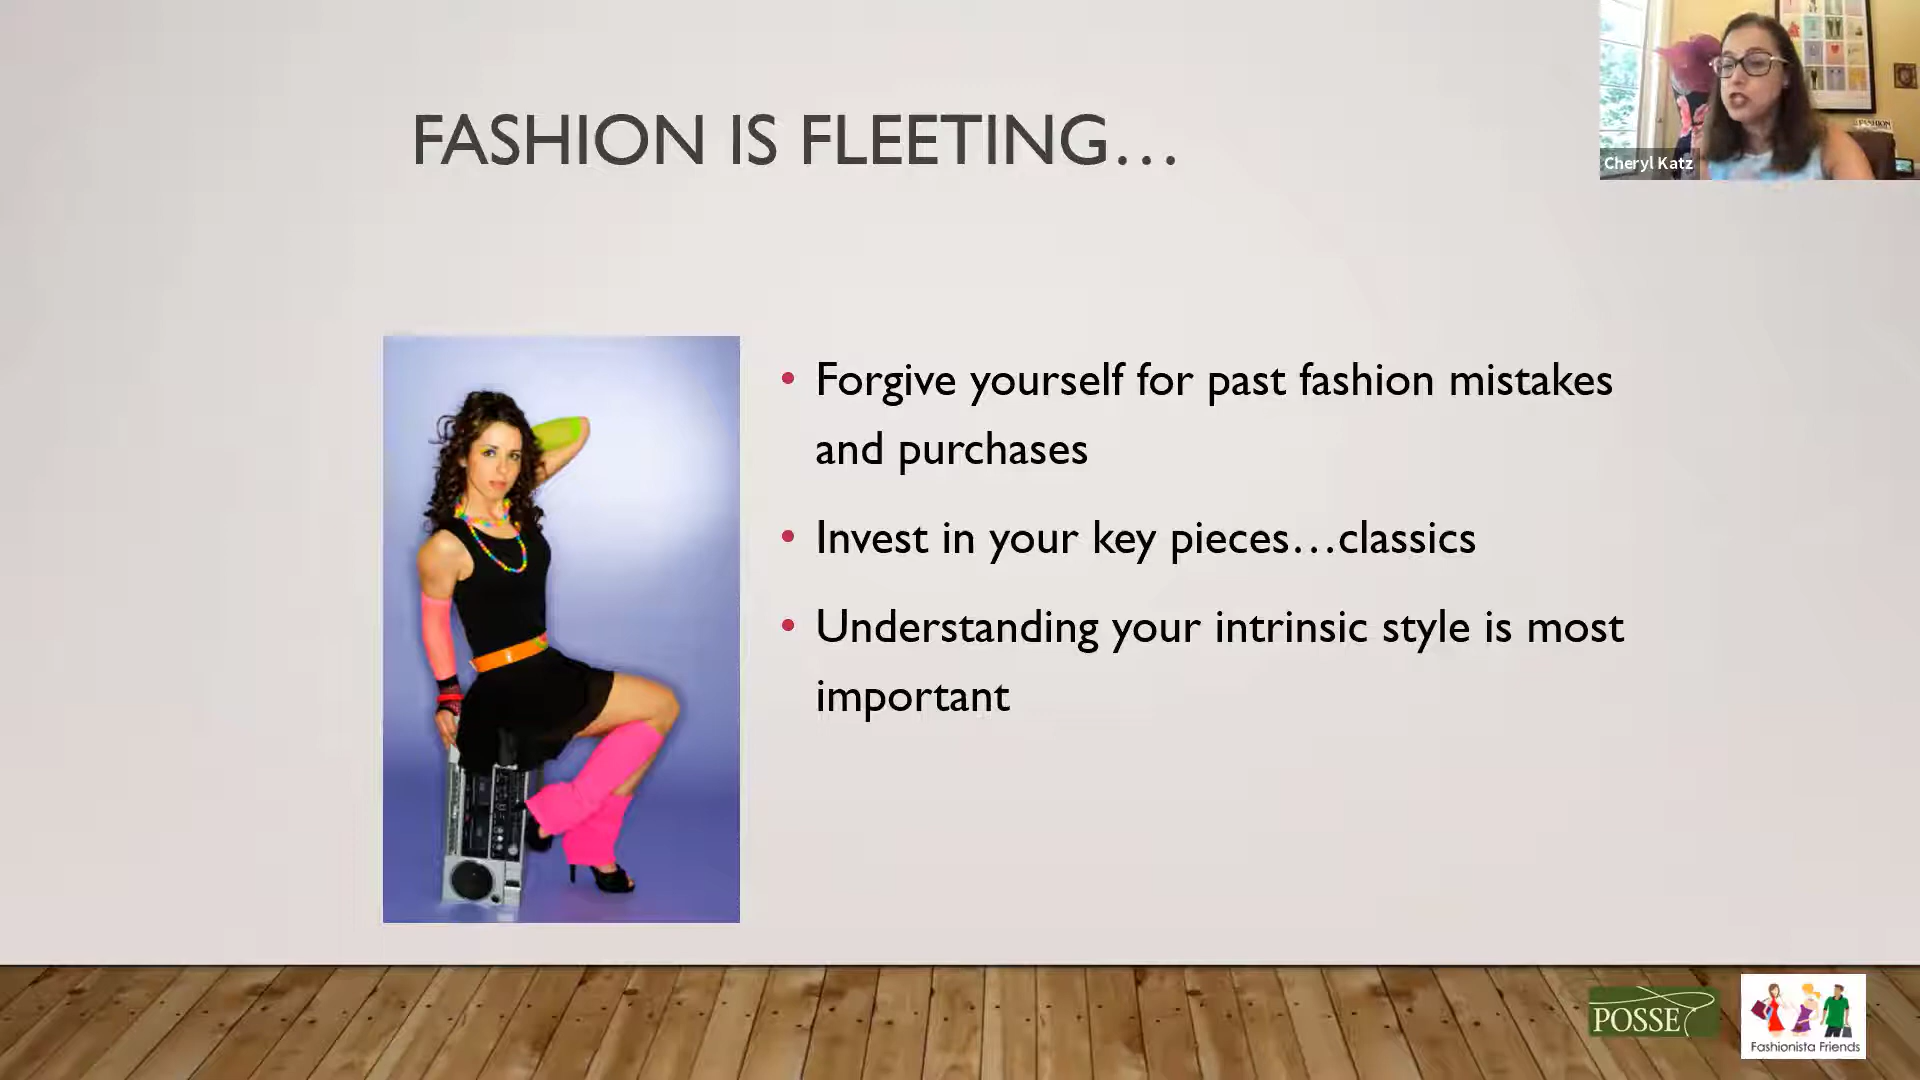 FASHION IS FLEETING…
Cheryl Katz
• Forgive yourself for past fashion mistakes
and purchases
• Invest in your key pieces…classics
• Understanding your intrinsic style is most
important
POSSE
Fashionista Friends